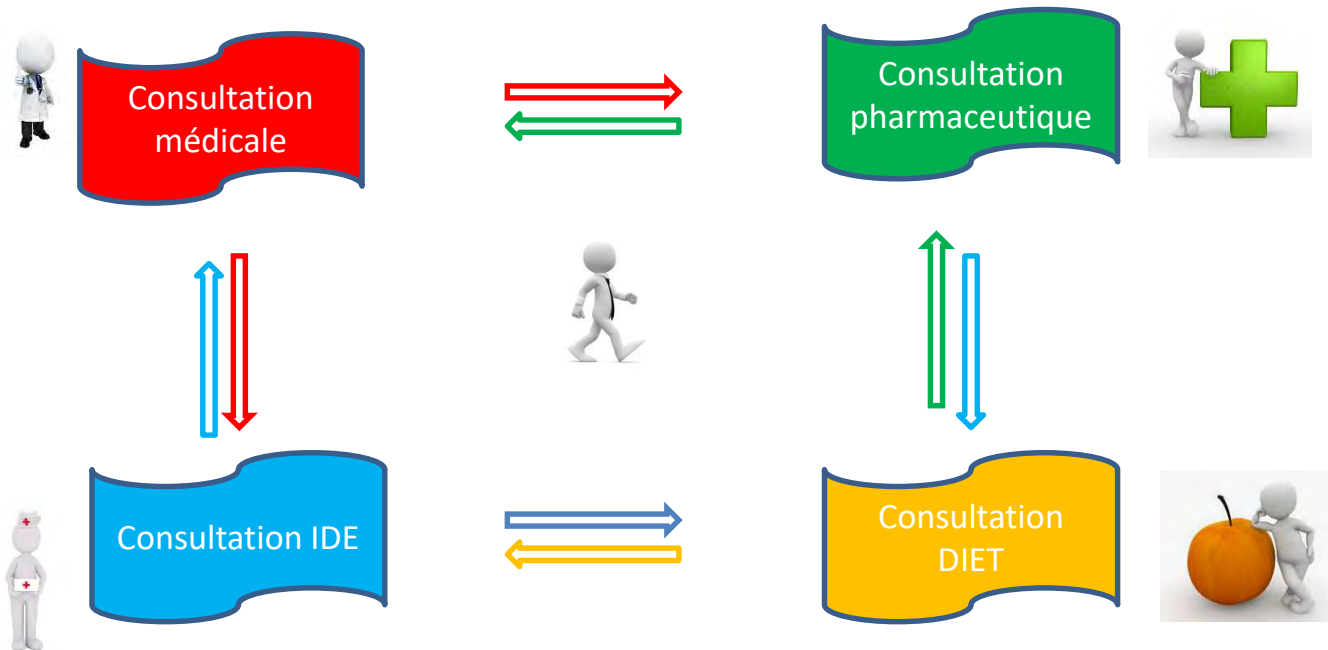 Consultation
médicale
Consultation
pharmaceutique
Consultation IDE
Consultation
DIET